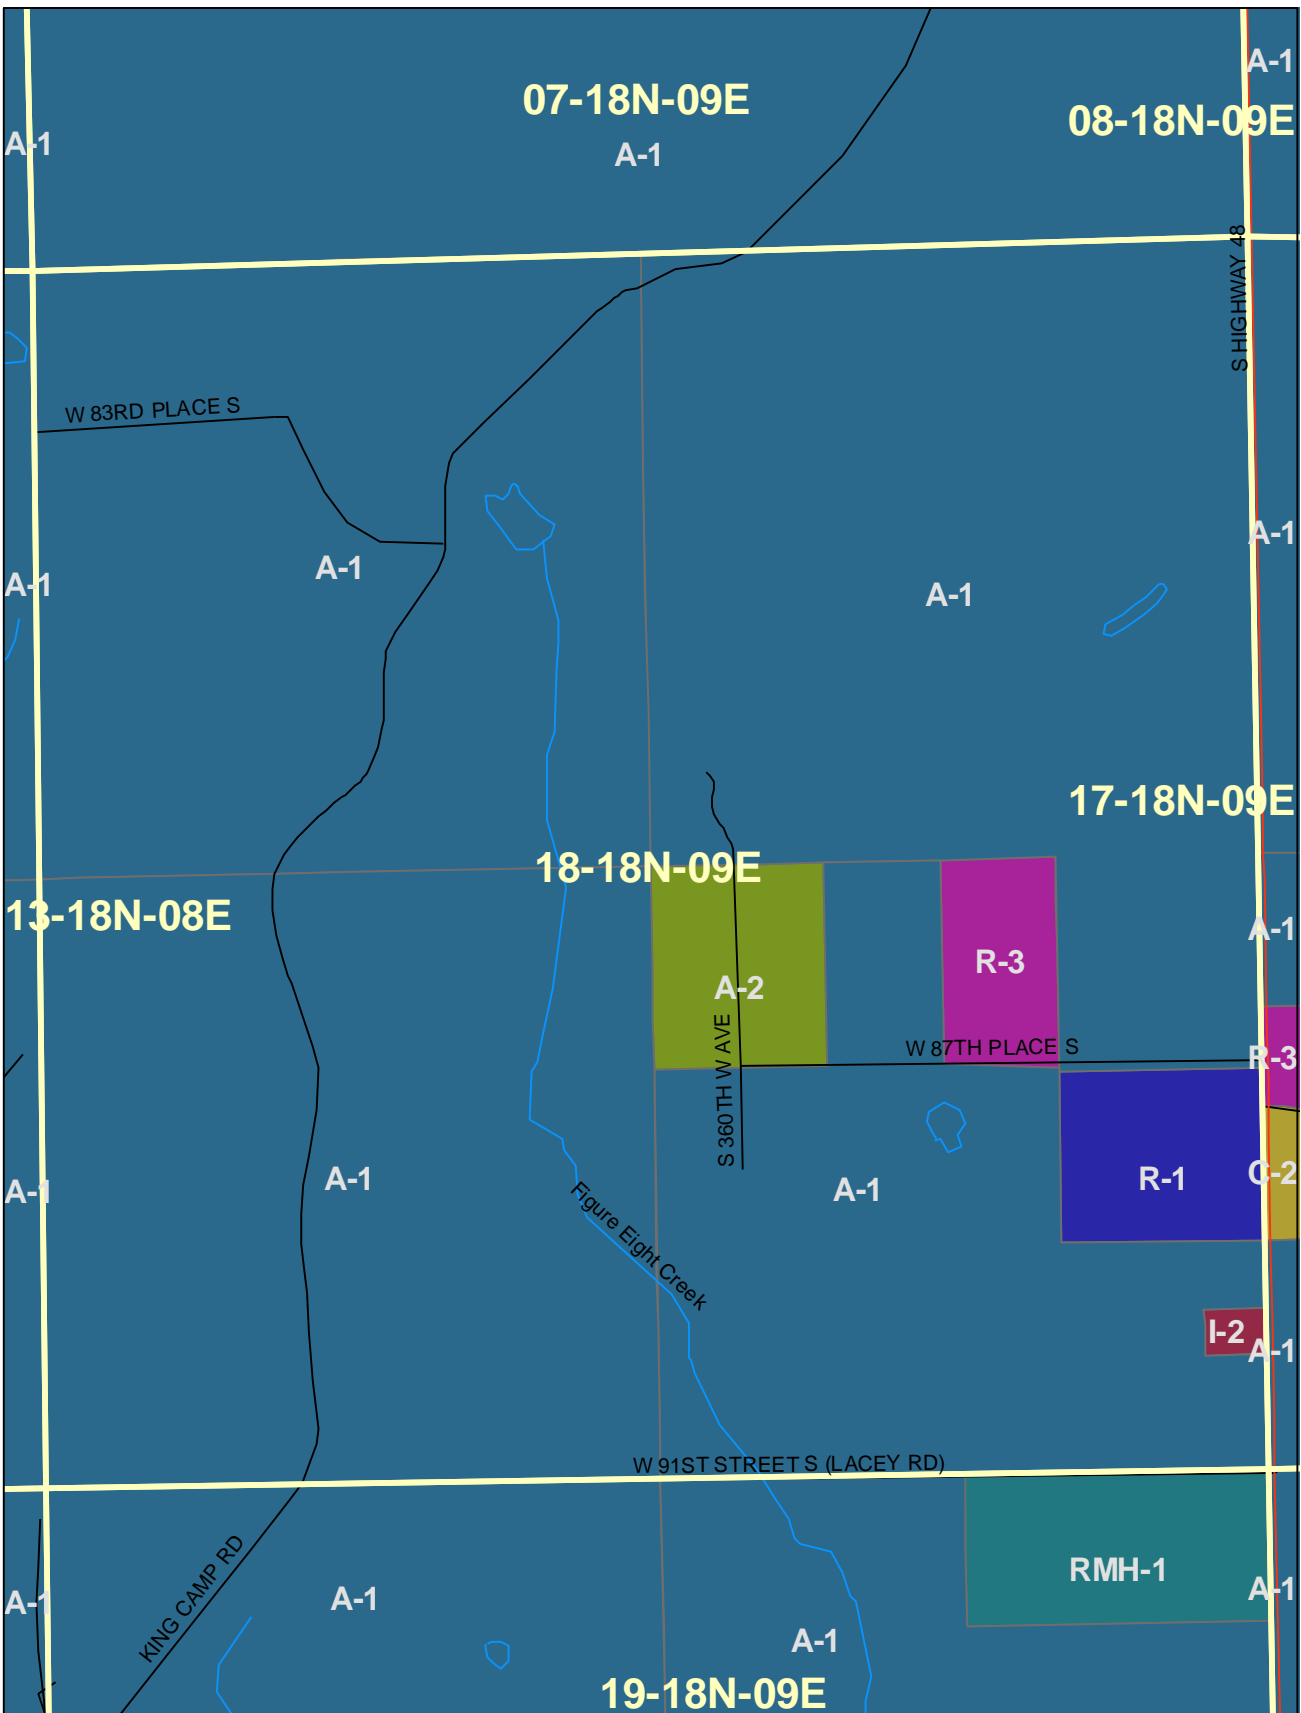 A-1
07-18N-09E
08-18N-09E
A-1
A-1
S HIGHWAY 48
W 83RD PLACE S
A-1
A-1
A-1
A-1
17-18N-09E
18-18N-09E
13-18N-08E
A-1
R-3
A-2
W 87TH PLACE S
R-3
S 360TH W AVE
A-1
A-1
A-1
R-1
C-2
Figure Eight Creek
I-2
A-1
W 91ST STREET S (LACEY RD)
RMH-1
KING CAMP RD
A-1
A-1
A-1
A-1
19-18N-09E